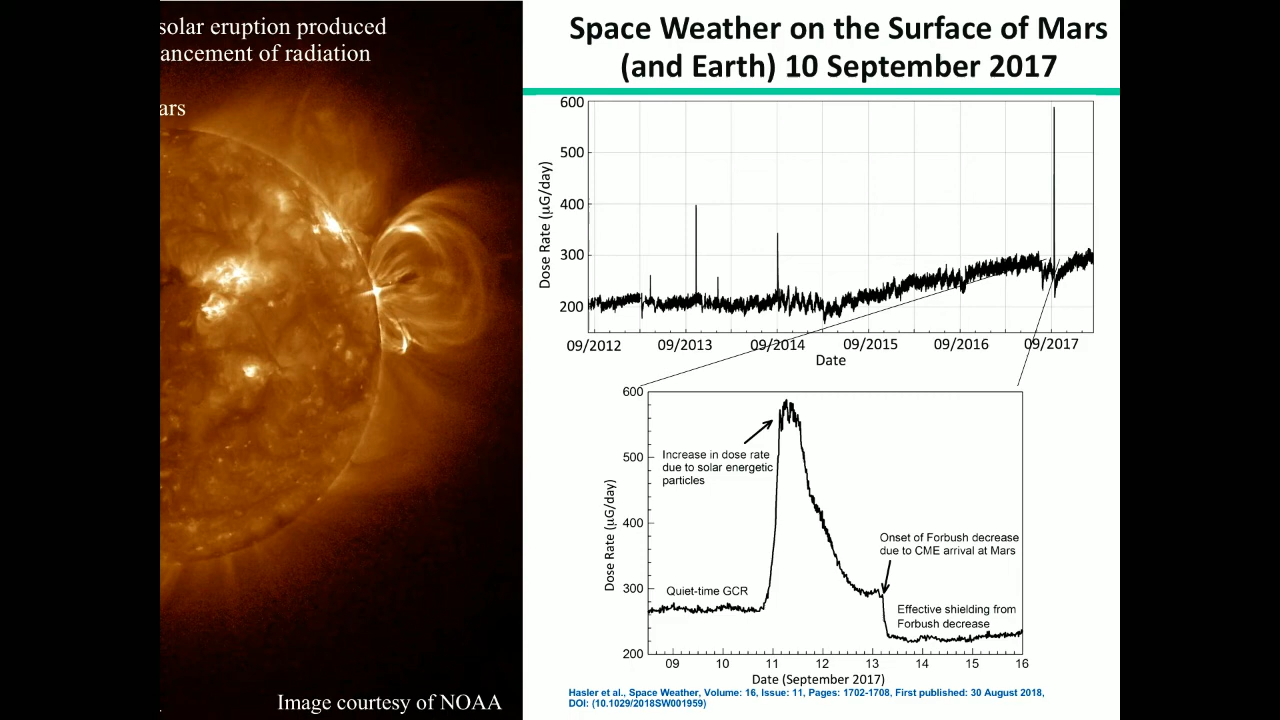 solar eruption produced
ancement of radiation
ars
Image courtesy of NOAA
Space Weather on the Surface of Mars
(and Earth) 10 September 2017
600
500
400
300
200
Dose Rate (µG/day)
09/2012 09/2013 09/2014 09/2015 09/2016 09/2017
Date
600
500
400
300
200
Dose Rate (µG/day)
Increase in dose rate
due to solar energetic
particles
Onset of Forbush decrease
due to CME arrival at Mars
Quiet-time GCR
Effective shielding from
Forbush decrease
09 10 11 12 13 14 15 16
Date (September 2017)
Hasler et al., Space Weather, Volume: 16, Issue: 11, Pages: 1702-1708, First published: 30 August 2018,
DOI: (10.1029/2018SW001959)